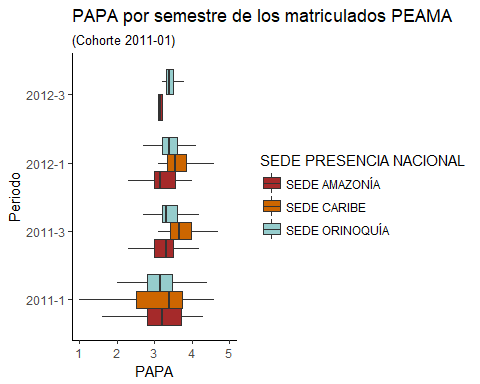 PAPA por semestre de los matriculados PEAMA
(Cohorte 2011-01)
2012-3
2012-1
2011-3
2011-1
Periodo
1 2 3 4 5
PAPA
SEDE PRESENCIA NACIONAL
SEDE AMAZONÍA
SEDE CARIBE
SEDE ORINOQUÍA